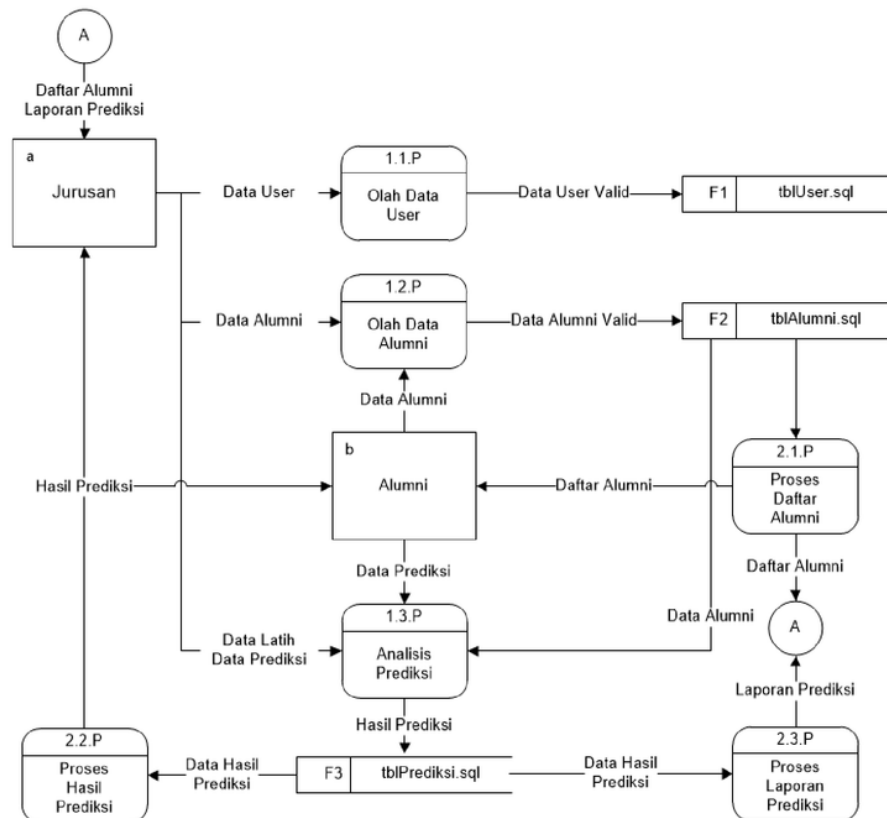 A
Daftar Alumni
Laporan Prediksi
a
Jurusan
Data User
1.1.P
Olah Data
User
Data User Valid
F1
tblUser.sql
Data Alumni
1.2.P
Olah Data
Alumni
Data Alumni Valid
F2
tblAlumni.sql
Data Alumni
b
Alumni
Hasil Prediksi
Daftar Alumni
2.1.P
Proses
Daftar
Alumni
Data Prediksi
Daftar Alumni
Data Alumni
A
Data Latih
Data Prediksi
1.3.P
Analisis
Prediksi
Laporan Prediksi
Hasil Prediksi
2.2.P
Proses
Hasil
Prediksi
Data Hasil
Prediksi
F3
tblPrediksi.sql
Data Hasil
Prediksi
2.3.P
Proses
Laporan
Prediksi